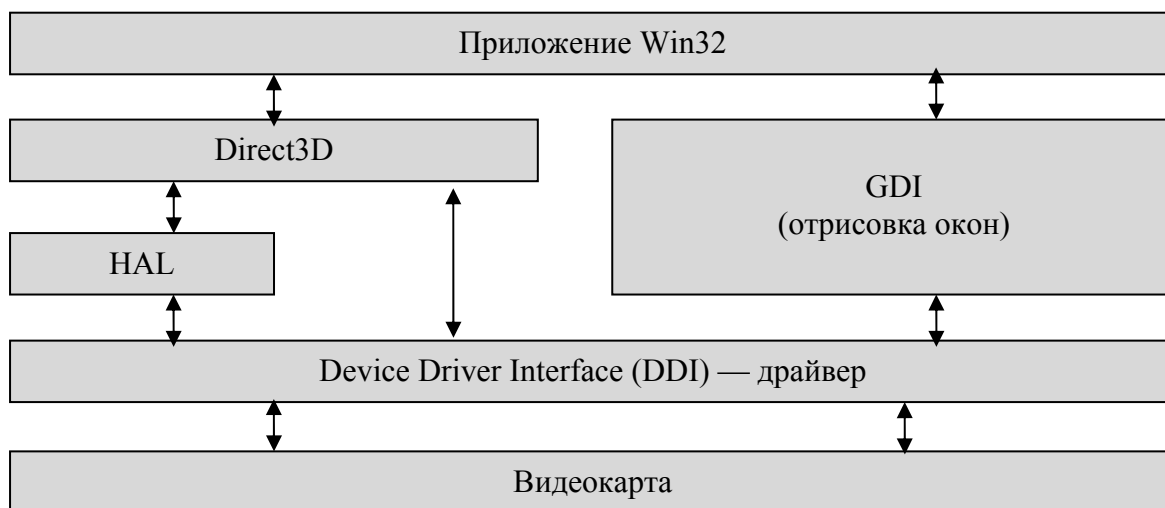 Приложение Win32
Direct3D
GDI
(отрисовка окон)
HAL
Device Driver Interface (DDI) — драйвер
Видеокарта